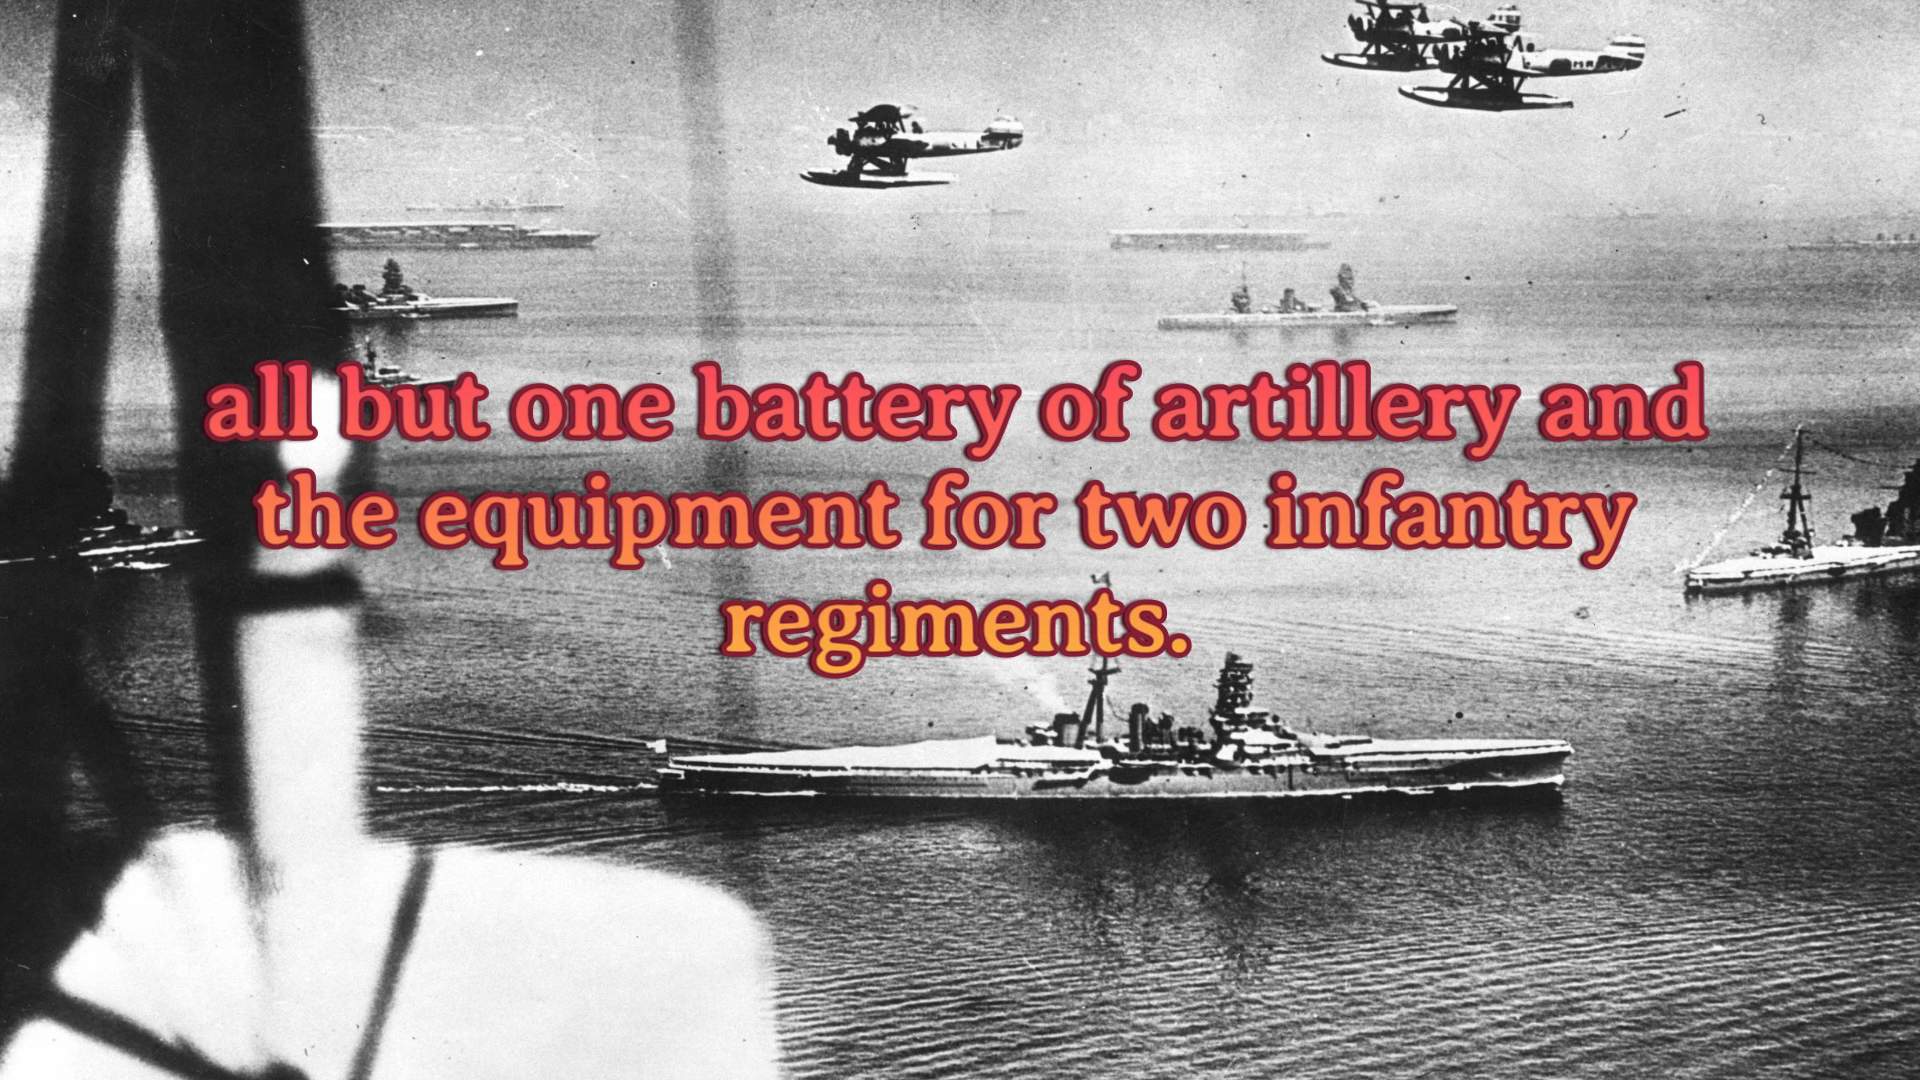 all but one battery of artillery and
the equipment for two infantry
regiments.